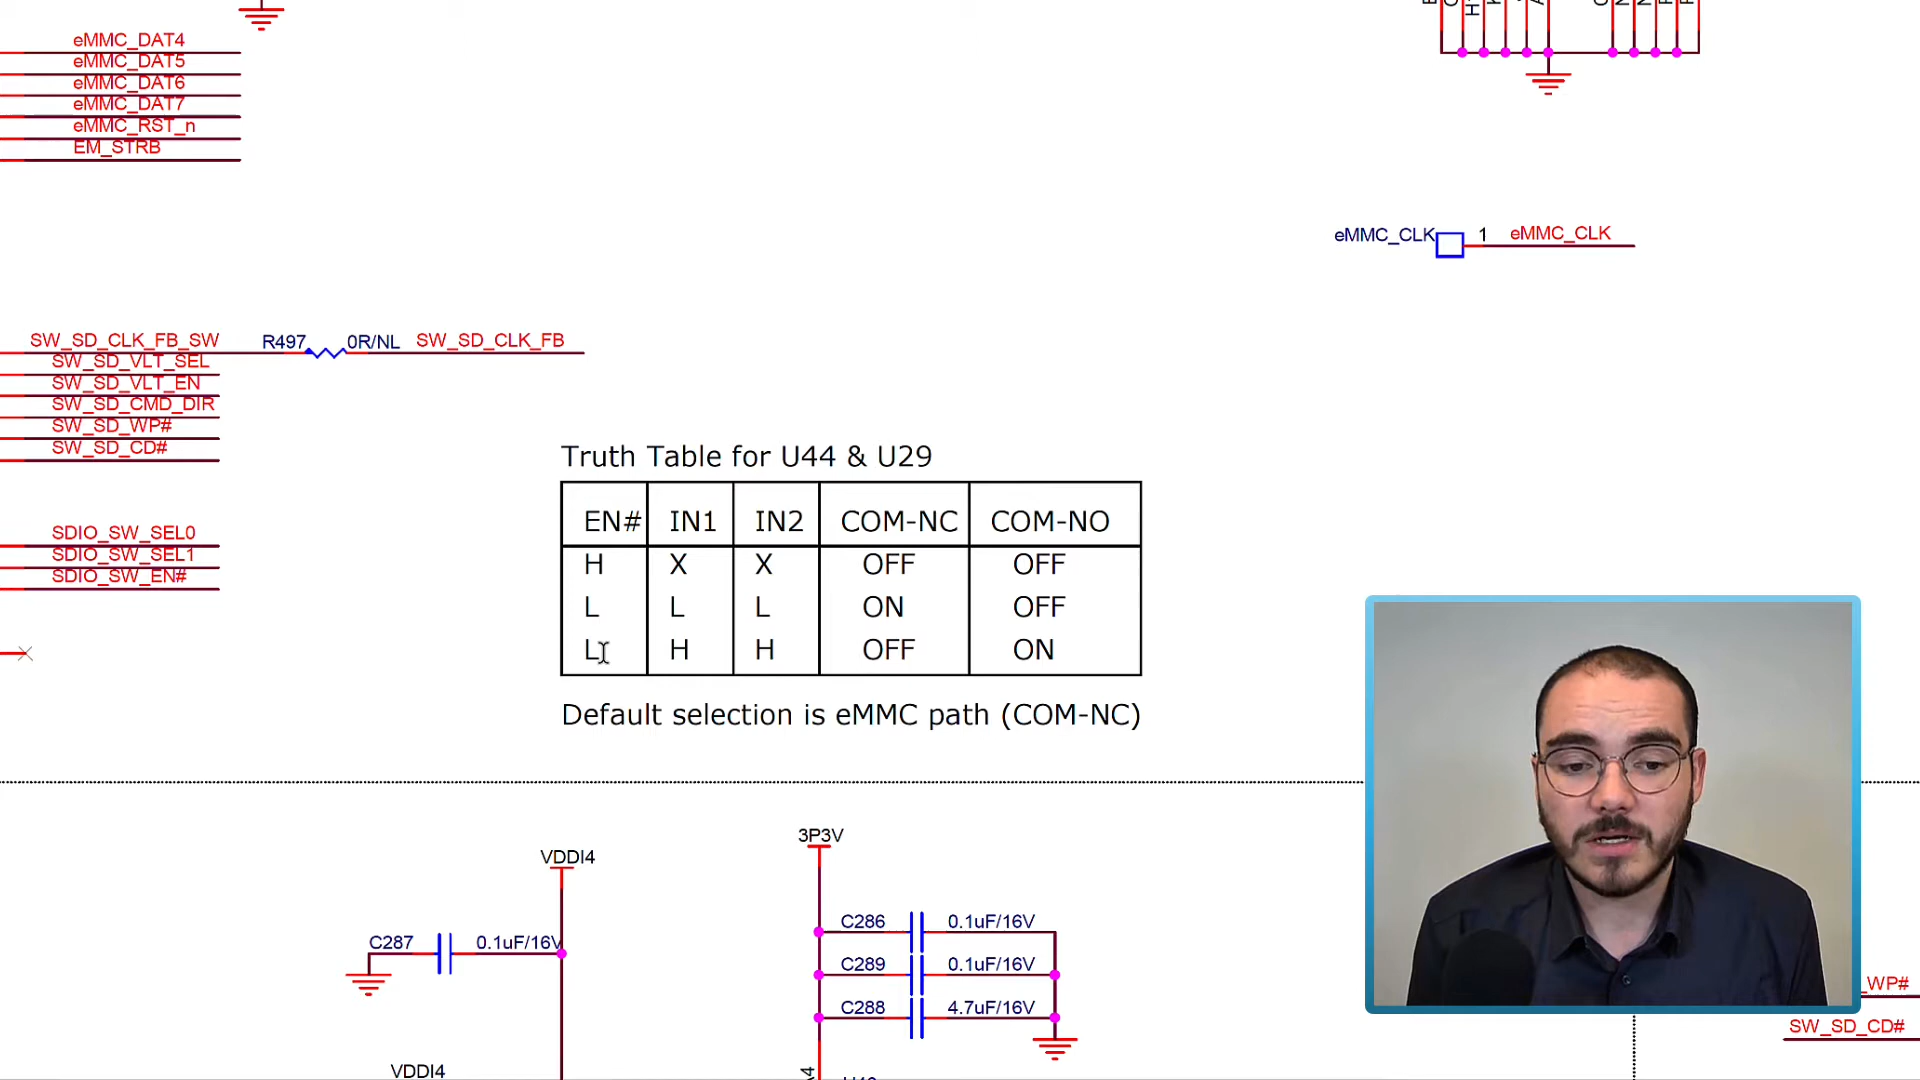 eMMC_DAT4
eMMC_DAT5
eMMC_DAT6
eMMC_DAT7
eMMC_RST_n
EM_STRB
eMMC_CLK 1 eMMC_CLK
SW_SD_CLK_FB_SW R497 0R/NL SW_SD_CLK_FB
SW_SD_VLT_SEL
SW_SD_VLT_EN
SW_SD_CMD_DIR
SW_SD_WP#
SW_SD_CD#
SDIO_SW_SEL0
SDIO_SW_SEL1
SDIO_SW_EN#
Truth Table for U44 & U29
EN# IN1 IN2 COM-NC COM-NO
H X X OFF OFF
L L L ON OFF
L H H OFF ON
Default selection is eMMC path (COM-NC)
VDDI4
C287 0.1uF/16V
VDDI4
3P3V
C286 0.1uF/16V
C289 0.1uF/16V
C288 4.7uF/16V
_WP#
SW_SD_CD#